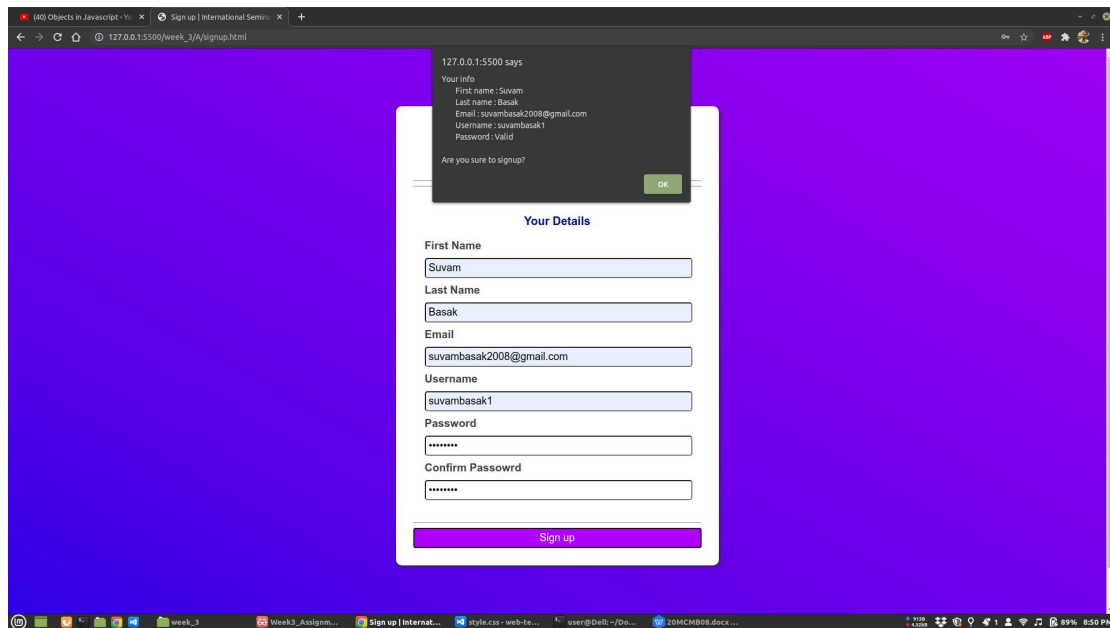 (40) Objects in Javascript - Yo
Sign up | International Semina
127.0.0.1:5500/week_3/A/signup.html
127.0.0.1:5500 says
Your info
First name : Suvam
Last name : Basak
Email : suvambasak2008@gmail.com
Username : suvambasak1
Password : Valid
Are you sure to signup?
OK
Your Details
First Name
Suvam
Last Name
Basak
Email
suvambasak2008@gmail.com
Username
suvambasak1
Password
Confirm Passowrd
Sign up
week_3
Week3_Assignm...
Sign up | Internat...
style.css - web-te...
user@Dell: ~/Do...
20MCMB08.docx ...
1
89%
8:50 PM